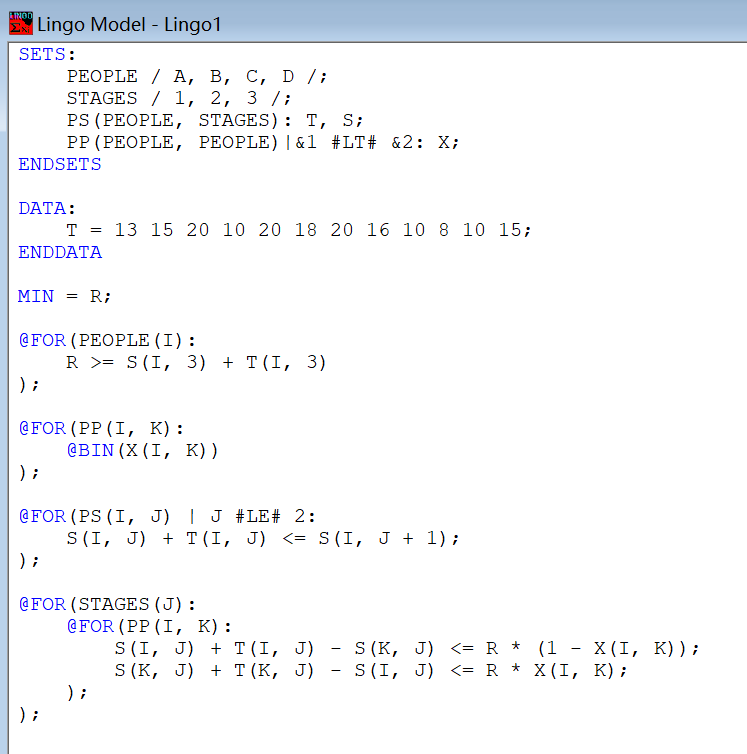 LINGO
Lingo Model - Lingo1
SETS:
    PEOPLE / A, B, C, D /;
    STAGES / 1, 2, 3 /;
    PS(PEOPLE, STAGES): T, S;
    PP(PEOPLE, PEOPLE)|&1 #LT# &2: X;
ENDSETS

DATA:
    T = 13 15 20 10 20 18 20 16 10 8 10 15;
ENDDATA

MIN = R;

@FOR(PEOPLE(I):
    R >= S(I, 3) + T(I, 3)
);

@FOR(PP(I, K):
    @BIN(X(I, K))
);

@FOR(PS(I, J) | J #LE# 2:
    S(I, J) + T(I, J) <= S(I, J + 1);
);

@FOR(STAGES(J):
    @FOR(PP(I, K):
        S(I, J) + T(I, J) - S(K, J) <= R * (1 - X(I, K));
        S(K, J) + T(K, J) - S(I, J) <= R * X(I, K);
    );
);